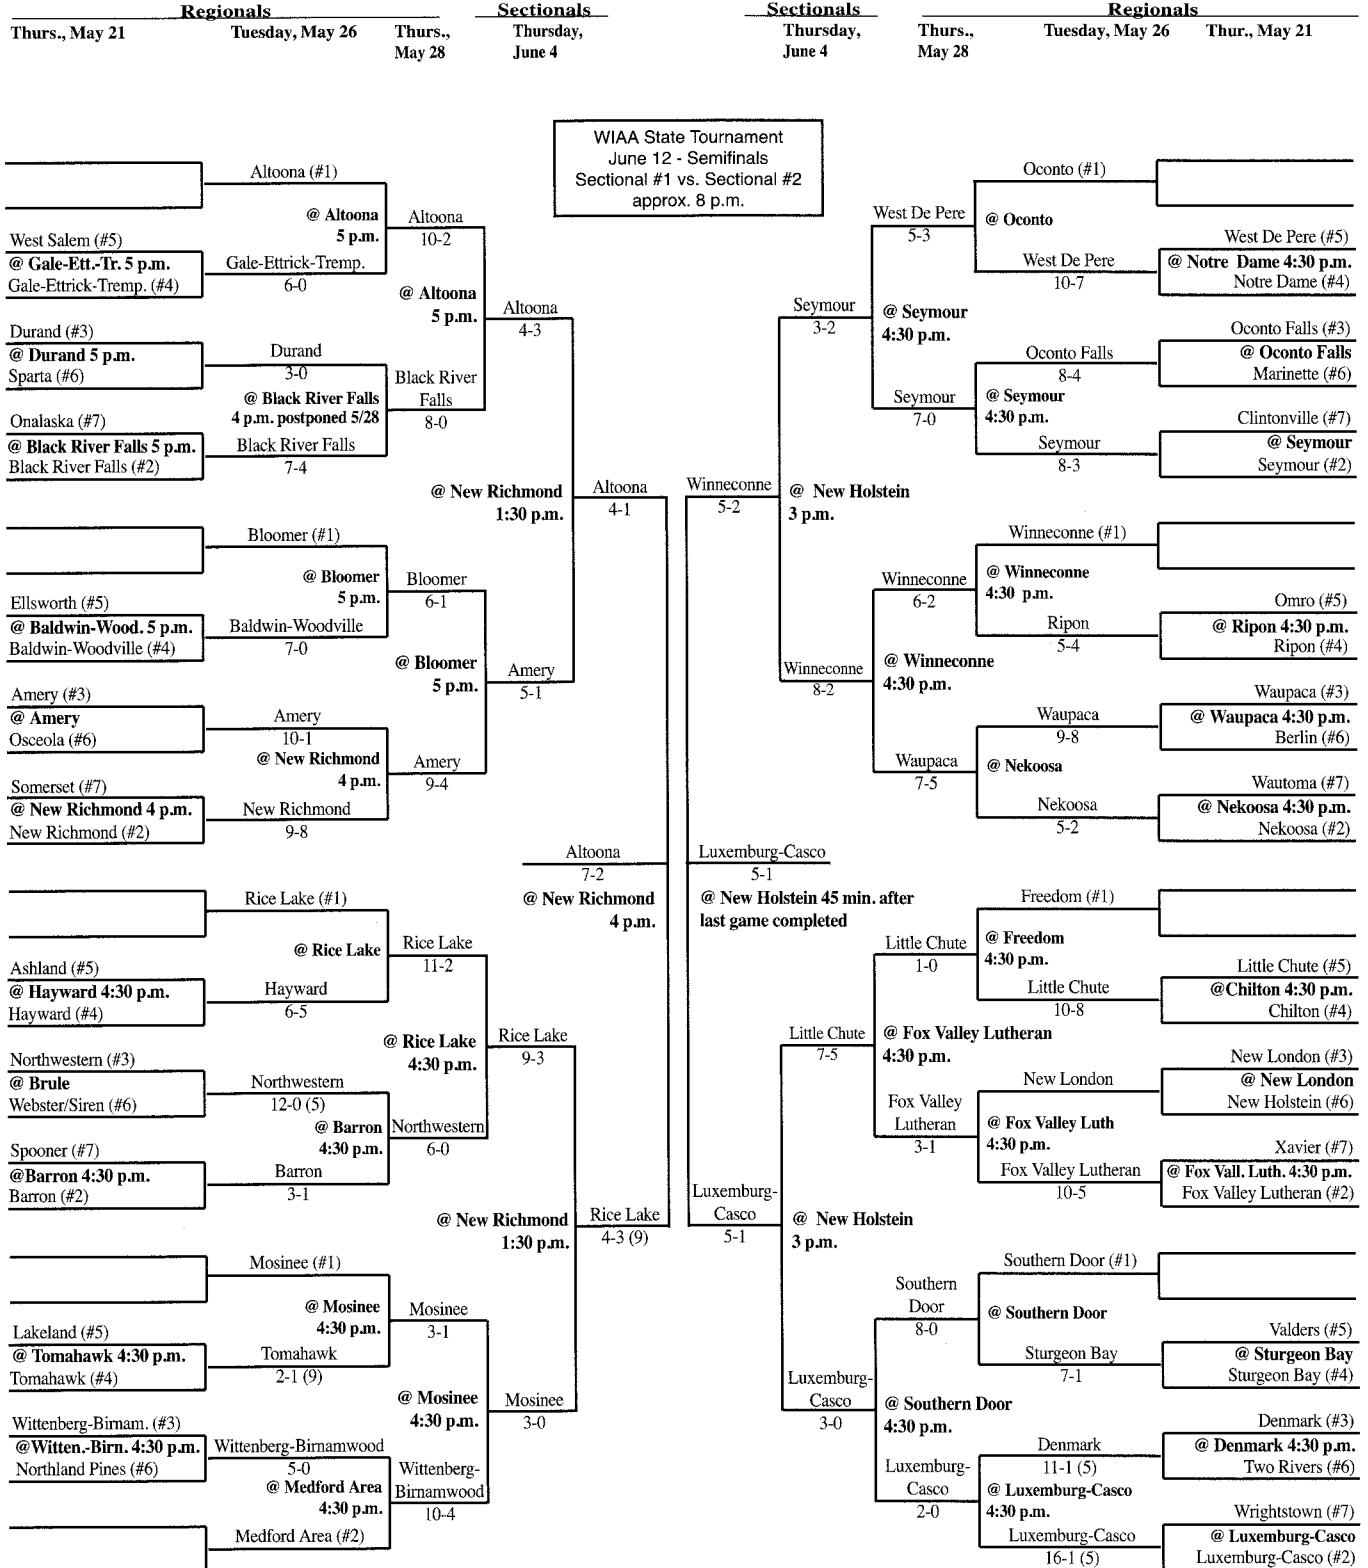 Regionals
Sectionals
Sectionals
Regionals
Thurs., May 21
Tuesday, May 26
Thurs.,
May 28
Thursday,
June 4
Thursday,
June 4
Thurs.,
May 28
Tuesday, May 26
Thur., May 21
WIAA State Tournament
June 12 - Semifinals
Sectional #1 vs. Sectional #2
approx. 8 p.m.
Altoona (#1)
@ Altoona
5 p.m.
Altoona
10-2
West Salem (#5)
@ Gale-Ett.-Tr. 5 p.m.
Gale-Ettrick-Tremp. (#4)
Gale-Ettrick-Tremp.
6-0
@ Altoona
5 p.m.
Altoona
4-3
Durand (#3)
@ Durand 5 p.m.
Sparta (#6)
Durand
3-0
@ Black River Falls
4 p.m. postponed 5/28
Black River
Falls
8-0
Onalaska (#7)
@ Black River Falls 5 p.m.
Black River Falls (#2)
Black River Falls
7-4
@ New Richmond
1:30 p.m.
Altoona
4-1
Bloomer (#1)
@ Bloomer
5 p.m.
Bloomer
6-1
Ellsworth (#5)
@ Baldwin-Wood. 5 p.m.
Baldwin-Woodville (#4)
Baldwin-Woodville
7-0
@ Bloomer
5 p.m.
Amery
5-1
Amery (#3)
@ Amery
Osceola (#6)
Amery
10-1
@ New Richmond
4 p.m.
Amery
9-4
Somerset (#7)
@ New Richmond 4 p.m.
New Richmond (#2)
New Richmond
9-8
Altoona
7-2
@ New Richmond
4 p.m.
Rice Lake (#1)
@ Rice Lake
Rice Lake
11-2
Ashland (#5)
@ Hayward 4:30 p.m.
Hayward (#4)
Hayward
6-5
@ Rice Lake
4:30 p.m.
Rice Lake
9-3
Northwestern (#3)
@ Brule
Webster/Siren (#6)
Northwestern
12-0 (5)
@ Barron
4:30 p.m.
Northwestern
6-0
Spooner (#7)
@Barron 4:30 p.m.
Barron (#2)
Barron
3-1
@ New Richmond
1:30 p.m.
Rice Lake
4-3 (9)
Mosinee (#1)
@ Mosinee
4:30 p.m.
Mosinee
3-1
Lakeland (#5)
@ Tomahawk 4:30 p.m.
Tomahawk (#4)
Tomahawk
2-1 (9)
@ Mosinee
4:30 p.m.
Mosinee
3-0
Wittenberg-Birnam. (#3)
@Witten.-Birn. 4:30 p.m.
Northland Pines (#6)
Wittenberg-Birnamwood
5-0
@ Medford Area
4:30 p.m.
Wittenberg-
Birnamwood
10-4
Medford Area (#2)
Oconto (#1)
West De Pere
5-3
@ Oconto
West De Pere (#5)
@ Notre Dame 4:30 p.m.
Notre Dame (#4)
West De Pere
10-7
Seymour
3-2
@ Seymour
4:30 p.m.
Oconto Falls (#3)
@ Oconto Falls
Marinette (#6)
Oconto Falls
8-4
Seymour
7-0
@ Seymour
4:30 p.m.
Clintonville (#7)
@ Seymour
Seymour (#2)
Seymour
8-3
Winneconne
5-2
@ New Holstein
3 p.m.
Winneconne (#1)
Winneconne
6-2
@ Winneconne
4:30 p.m.
Omro (#5)
@ Ripon 4:30 p.m.
Ripon (#4)
Ripon
5-4
Winneconne
8-2
@ Winneconne
4:30 p.m.
Waupaca (#3)
@ Waupaca 4:30 p.m.
Berlin (#6)
Waupaca
9-8
Waupaca
7-5
@ Nekoosa
Wautoma (#7)
@ Nekoosa 4:30 p.m.
Nekoosa (#2)
Nekoosa
5-2
Luxemburg-Casco
5-1
@ New Holstein 45 min. after
last game completed
Freedom (#1)
Little Chute
1-0
@ Freedom
4:30 p.m.
Little Chute (#5)
@Chilton 4:30 p.m.
Chilton (#4)
Little Chute
10-8
Little Chute
7-5
@ Fox Valley Lutheran
4:30 p.m.
New London (#3)
@ New London
New Holstein (#6)
New London
Fox Valley
Lutheran
3-1
@ Fox Valley Luth
4:30 p.m.
Xavier (#7)
@ Fox Vall. Luth. 4:30 p.m.
Fox Valley Lutheran (#2)
Fox Valley Lutheran
10-5
Luxemburg-
Casco
5-1
@ New Holstein
3 p.m.
Southern Door (#1)
Southern
Door
8-0
@ Southern Door
Valders (#5)
@ Sturgeon Bay
Sturgeon Bay (#4)
Sturgeon Bay
7-1
Luxemburg-
Casco
3-0
@ Southern Door
4:30 p.m.
Denmark (#3)
@ Denmark 4:30 p.m.
Two Rivers (#6)
Denmark
11-1 (5)
Luxemburg-
Casco
2-0
@ Luxemburg-Casco
4:30 p.m.
Wrightstown (#7)
@ Luxemburg-Casco
Luxemburg-Casco (#2)
Luxemburg-Casco
16-1 (5)